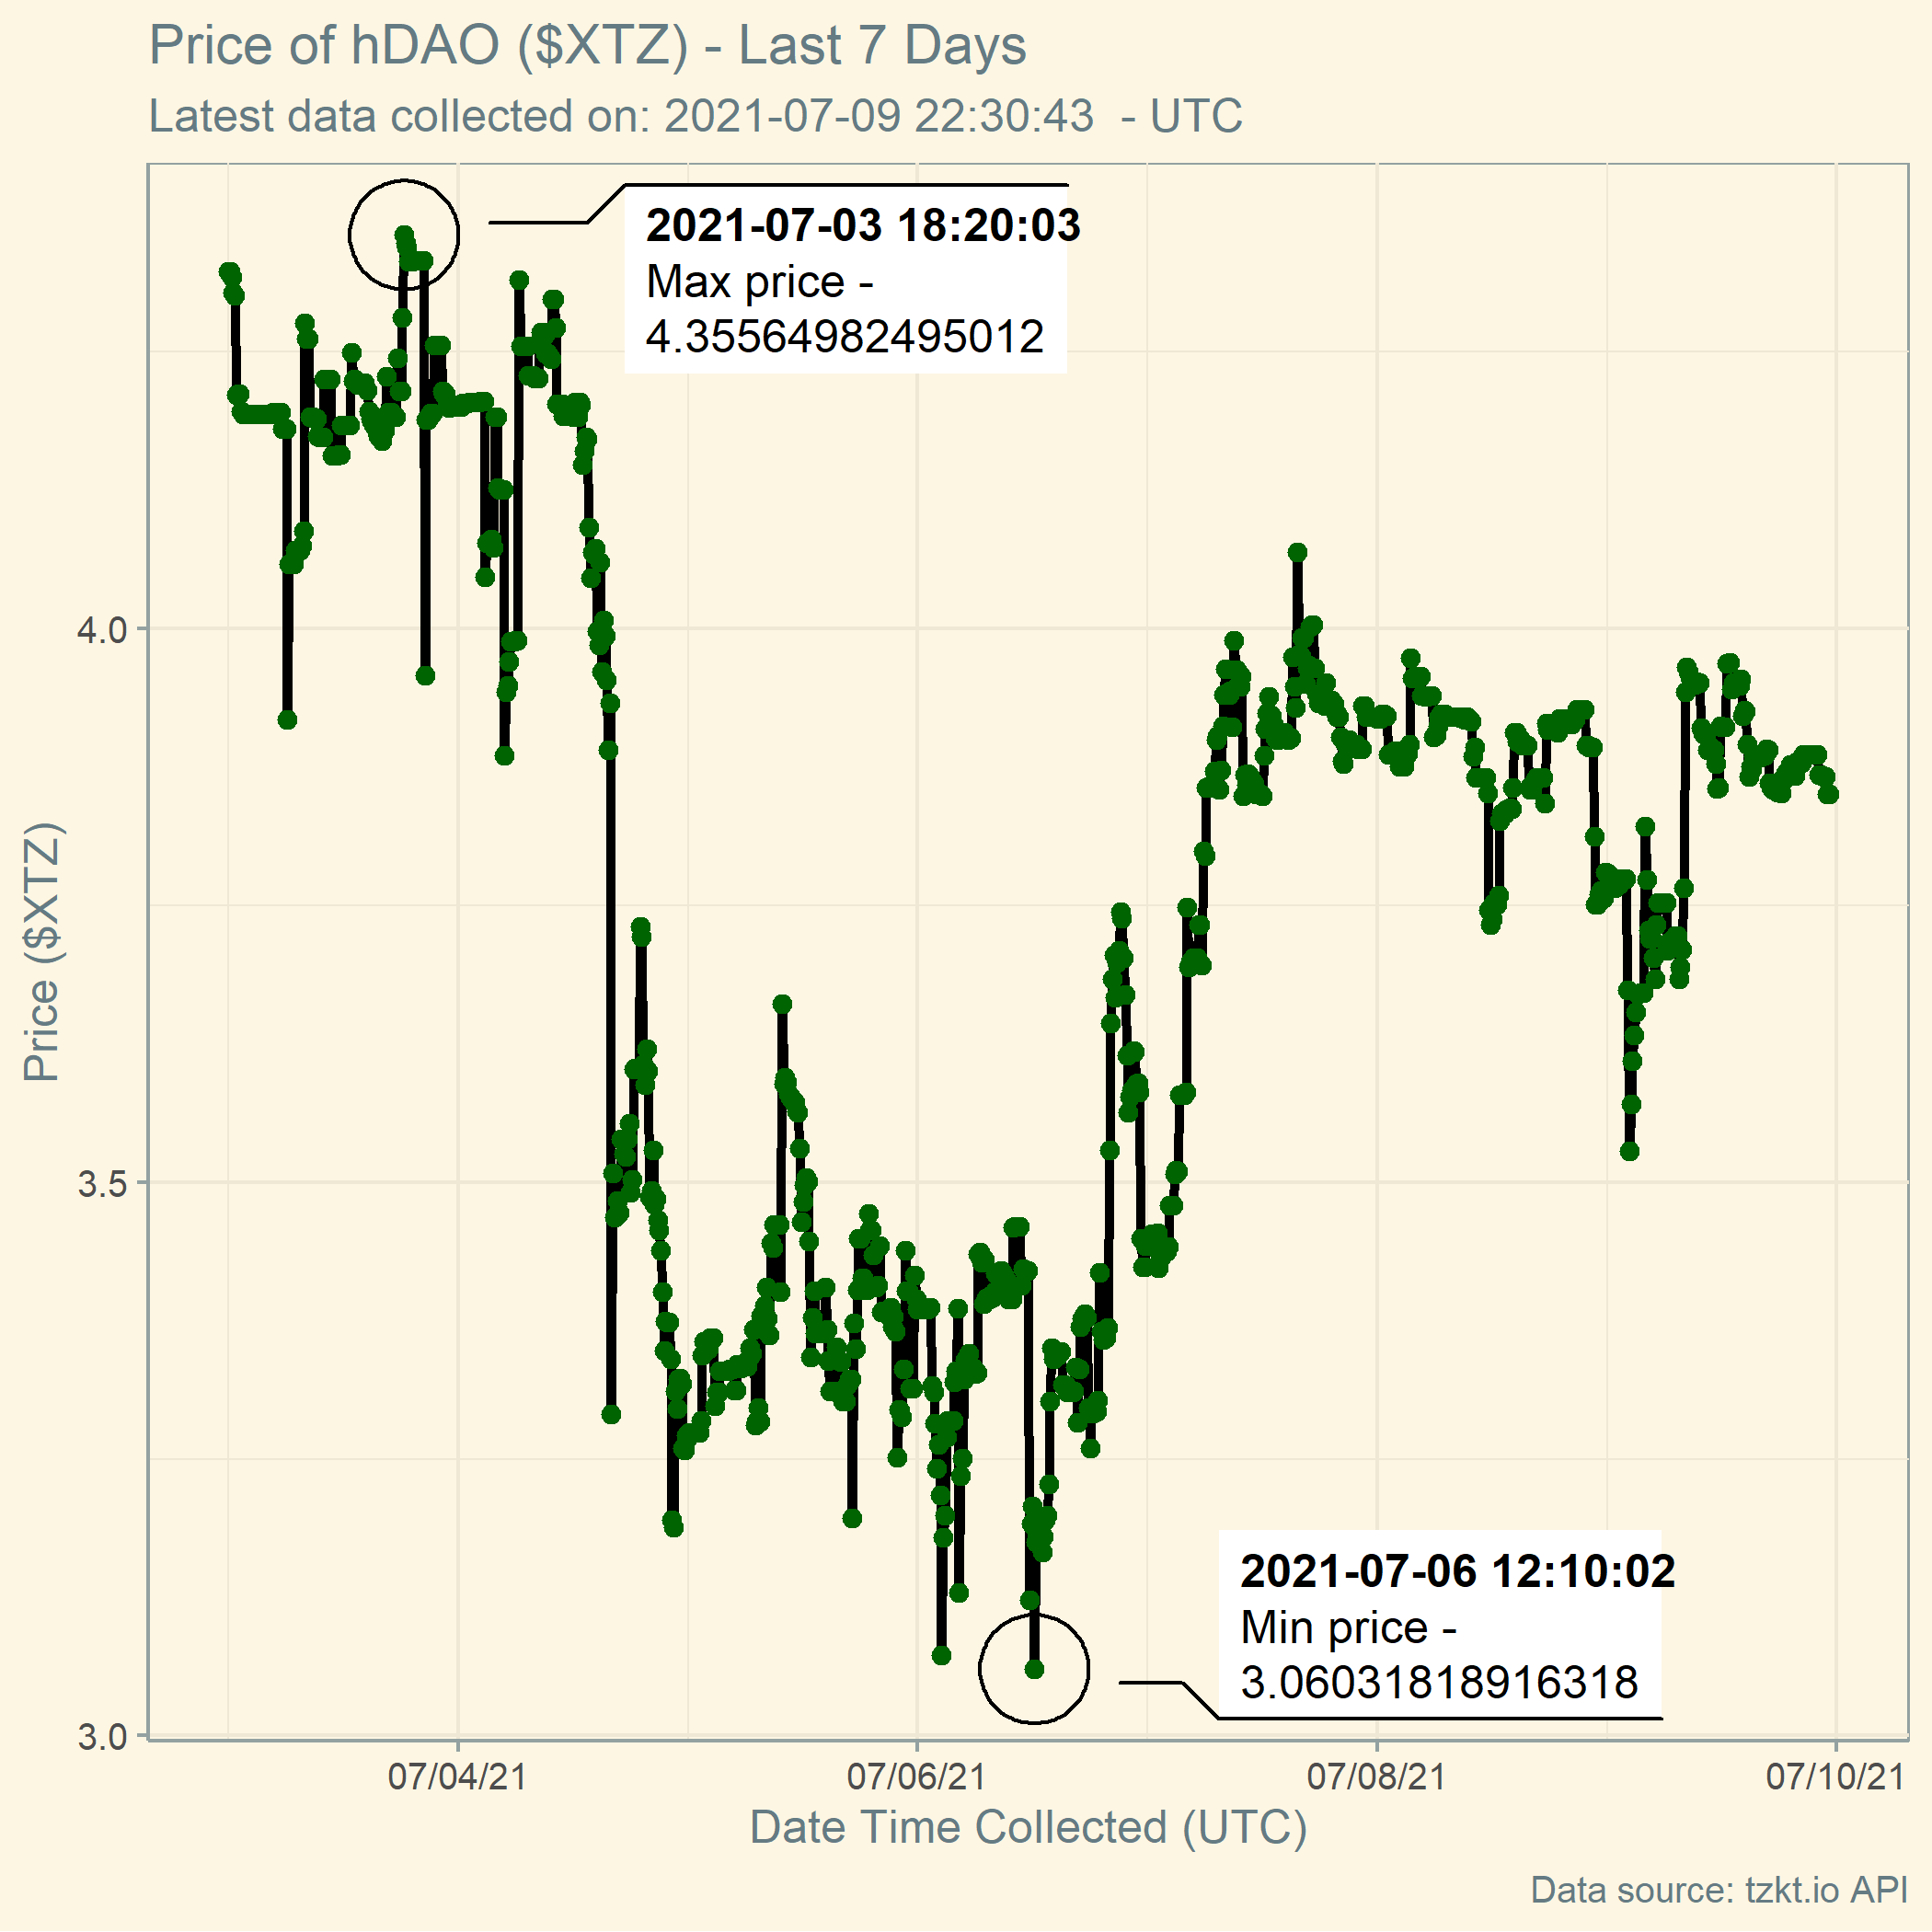 Price of hDAO ($XTZ) - Last 7 Days
Latest data collected on: 2021-07-09 22:30:43  - UTC
2021-07-03 18:20:03
Max price -
4.35564982495012
4.0
Price ($XTZ)
3.5
2021-07-06 12:10:02
Min price -
3.06031818916318
3.0
07/04/21
07/06/21
07/08/21
07/10/21
Date Time Collected (UTC)
Data source: tzkt.io API